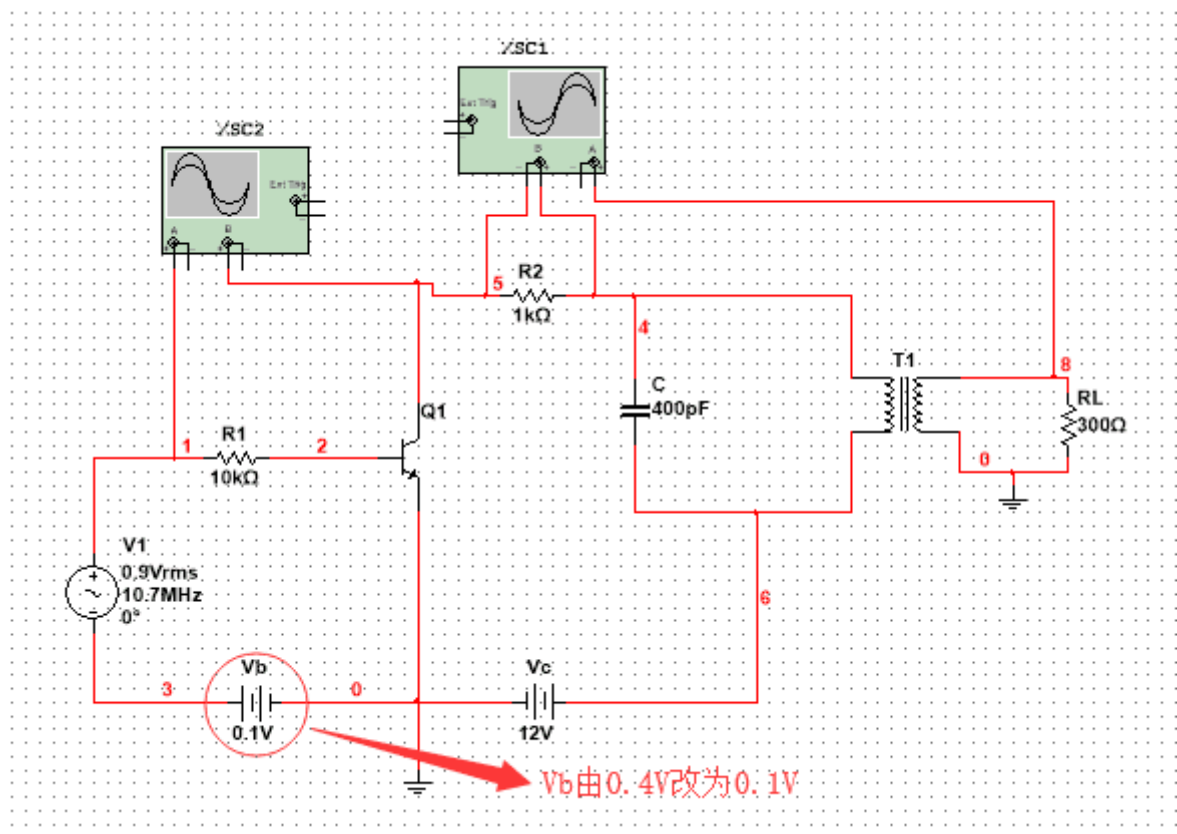 XSC1
Ext Trig
B
A
XSC2
Ext Trig
A
B
R2
5
1kΩ
4
T1
8
C
400pF
RL
300Ω
Q1
R1
1
2
10kΩ
0
V1
0.9Vrms
10.7MHz
0°
6
Vb
Vc
3
0
0.1V
12V
Vb由0.4V改为0.1V